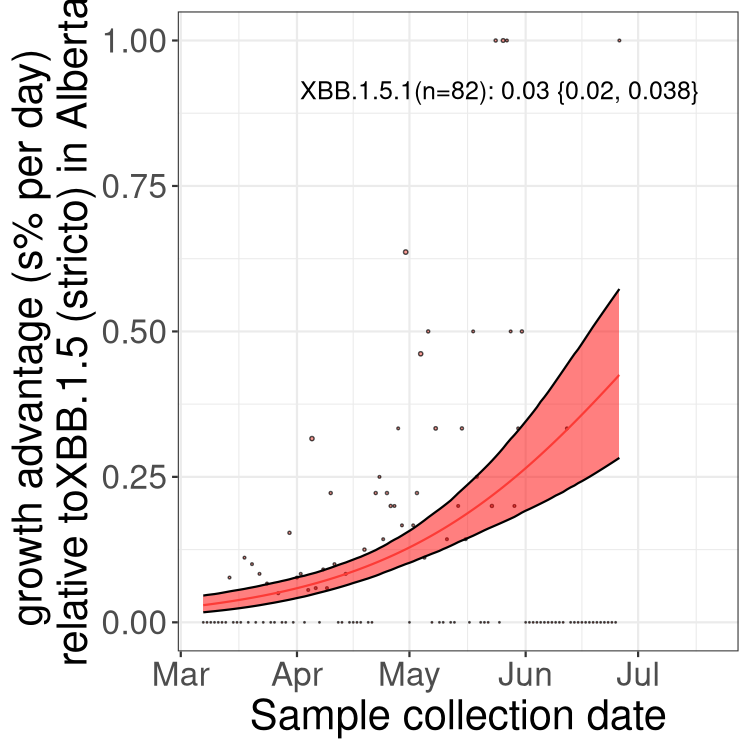 growth advantage (s% per day)
relative toXBB.1.5 (stricto) in Alberta
1.00
0.75
0.50
0.25
0.00
XBB.1.5.1(n=82): 0.03 {0.02, 0.038}
Mar Apr May Jun Jul
Sample collection date